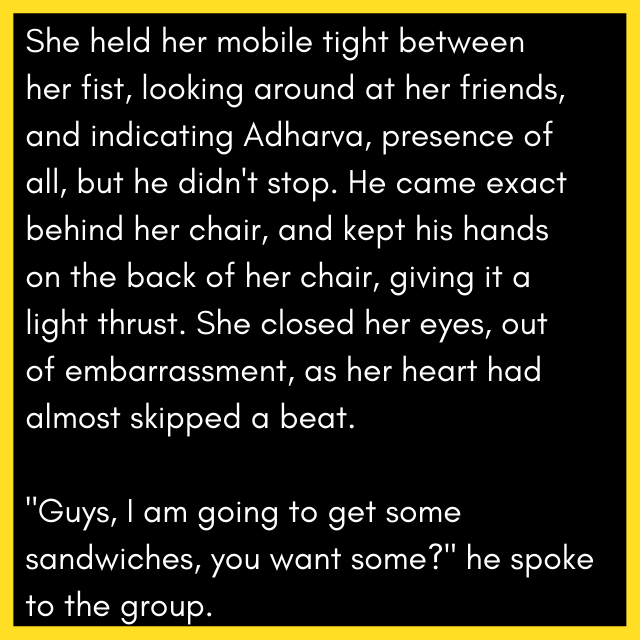 She held her mobile tight between
her fist, looking around at her friends,
and indicating Adharva, presence of
all, but he didn't stop. He came exact
behind her chair, and kept his hands
on the back of her chair, giving it a
light thrust. She closed her eyes, out
of embarrassment, as her heart had
almost skipped a beat.

"Guys, I am going to get some
sandwiches, you want some?" he spoke
to the group.